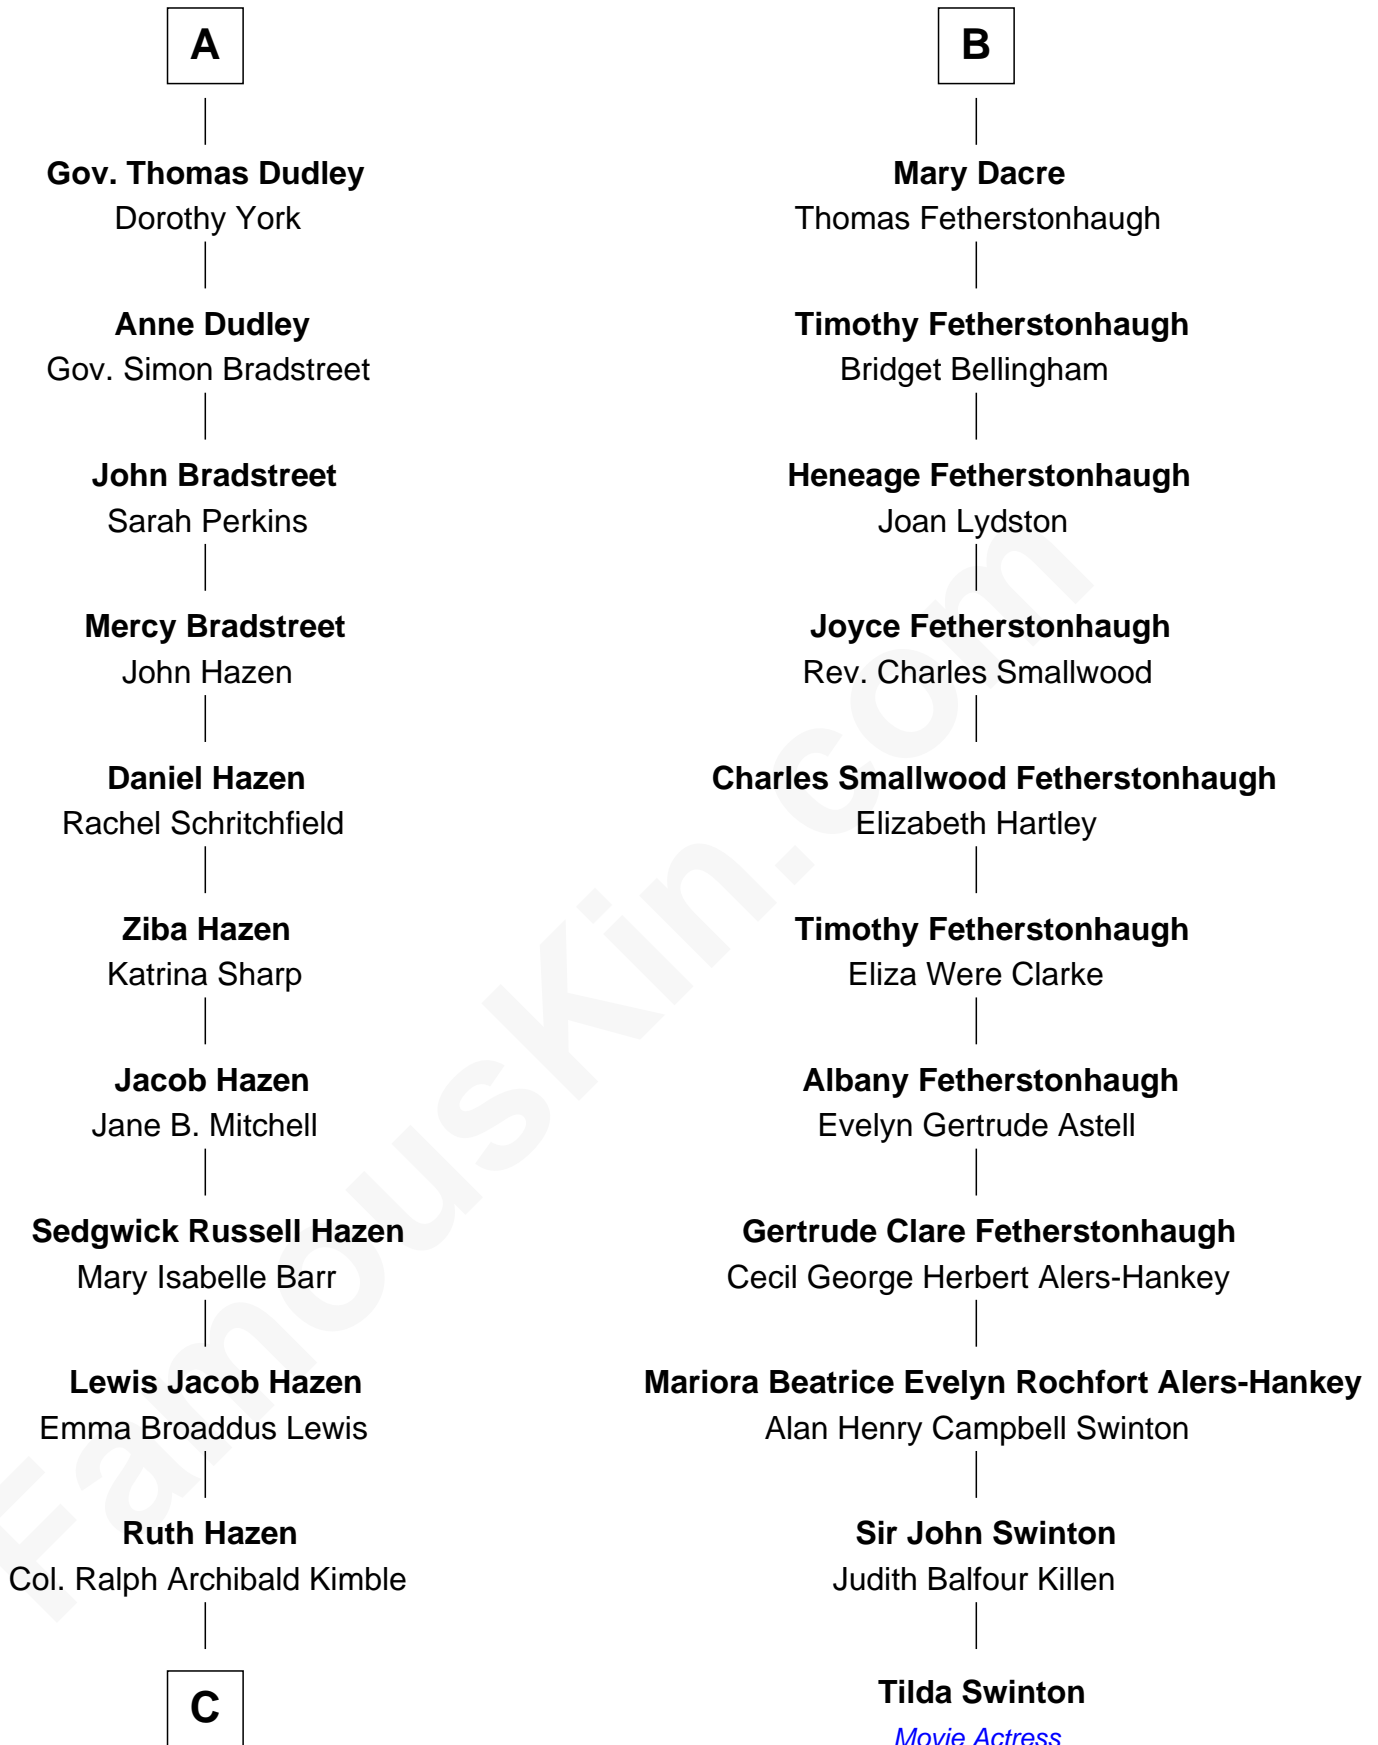 A
Gov. Thomas Dudley
Dorothy York
Anne Dudley
Gov. Simon Bradstreet
John Bradstreet
Sarah Perkins
Mercy Bradstreet
John Hazen
Daniel Hazen
Rachel Schritchfield
Ziba Hazen
Katrina Sharp
Jacob Hazen
Jane B. Mitchell
Sedgwick Russell Hazen
Mary Isabelle Barr
Lewis Jacob Hazen
Emma Broaddus Lewis
Ruth Hazen
Col. Ralph Archibald Kimble
C
B
Mary Dacre
Thomas Fetherstonhaugh
Timothy Fetherstonhaugh
Bridget Bellingham
Heneage Fetherstonhaugh
Joan Lydston
Joyce Fetherstonhaugh
Rev. Charles Smallwood
Charles Smallwood Fetherstonhaugh
Elizabeth Hartley
Timothy Fetherstonhaugh
Eliza Were Clarke
Albany Fetherstonhaugh
Evelyn Gertrude Astell
Gertrude Clare Fetherstonhaugh
Cecil George Herbert Alers-Hankey
Mariora Beatrice Evelyn Rochfort Alers-Hankey
Alan Henry Campbell Swinton
Sir John Swinton
Judith Balfour Killen
Tilda Swinton
Movie Actress
FamousKin.com